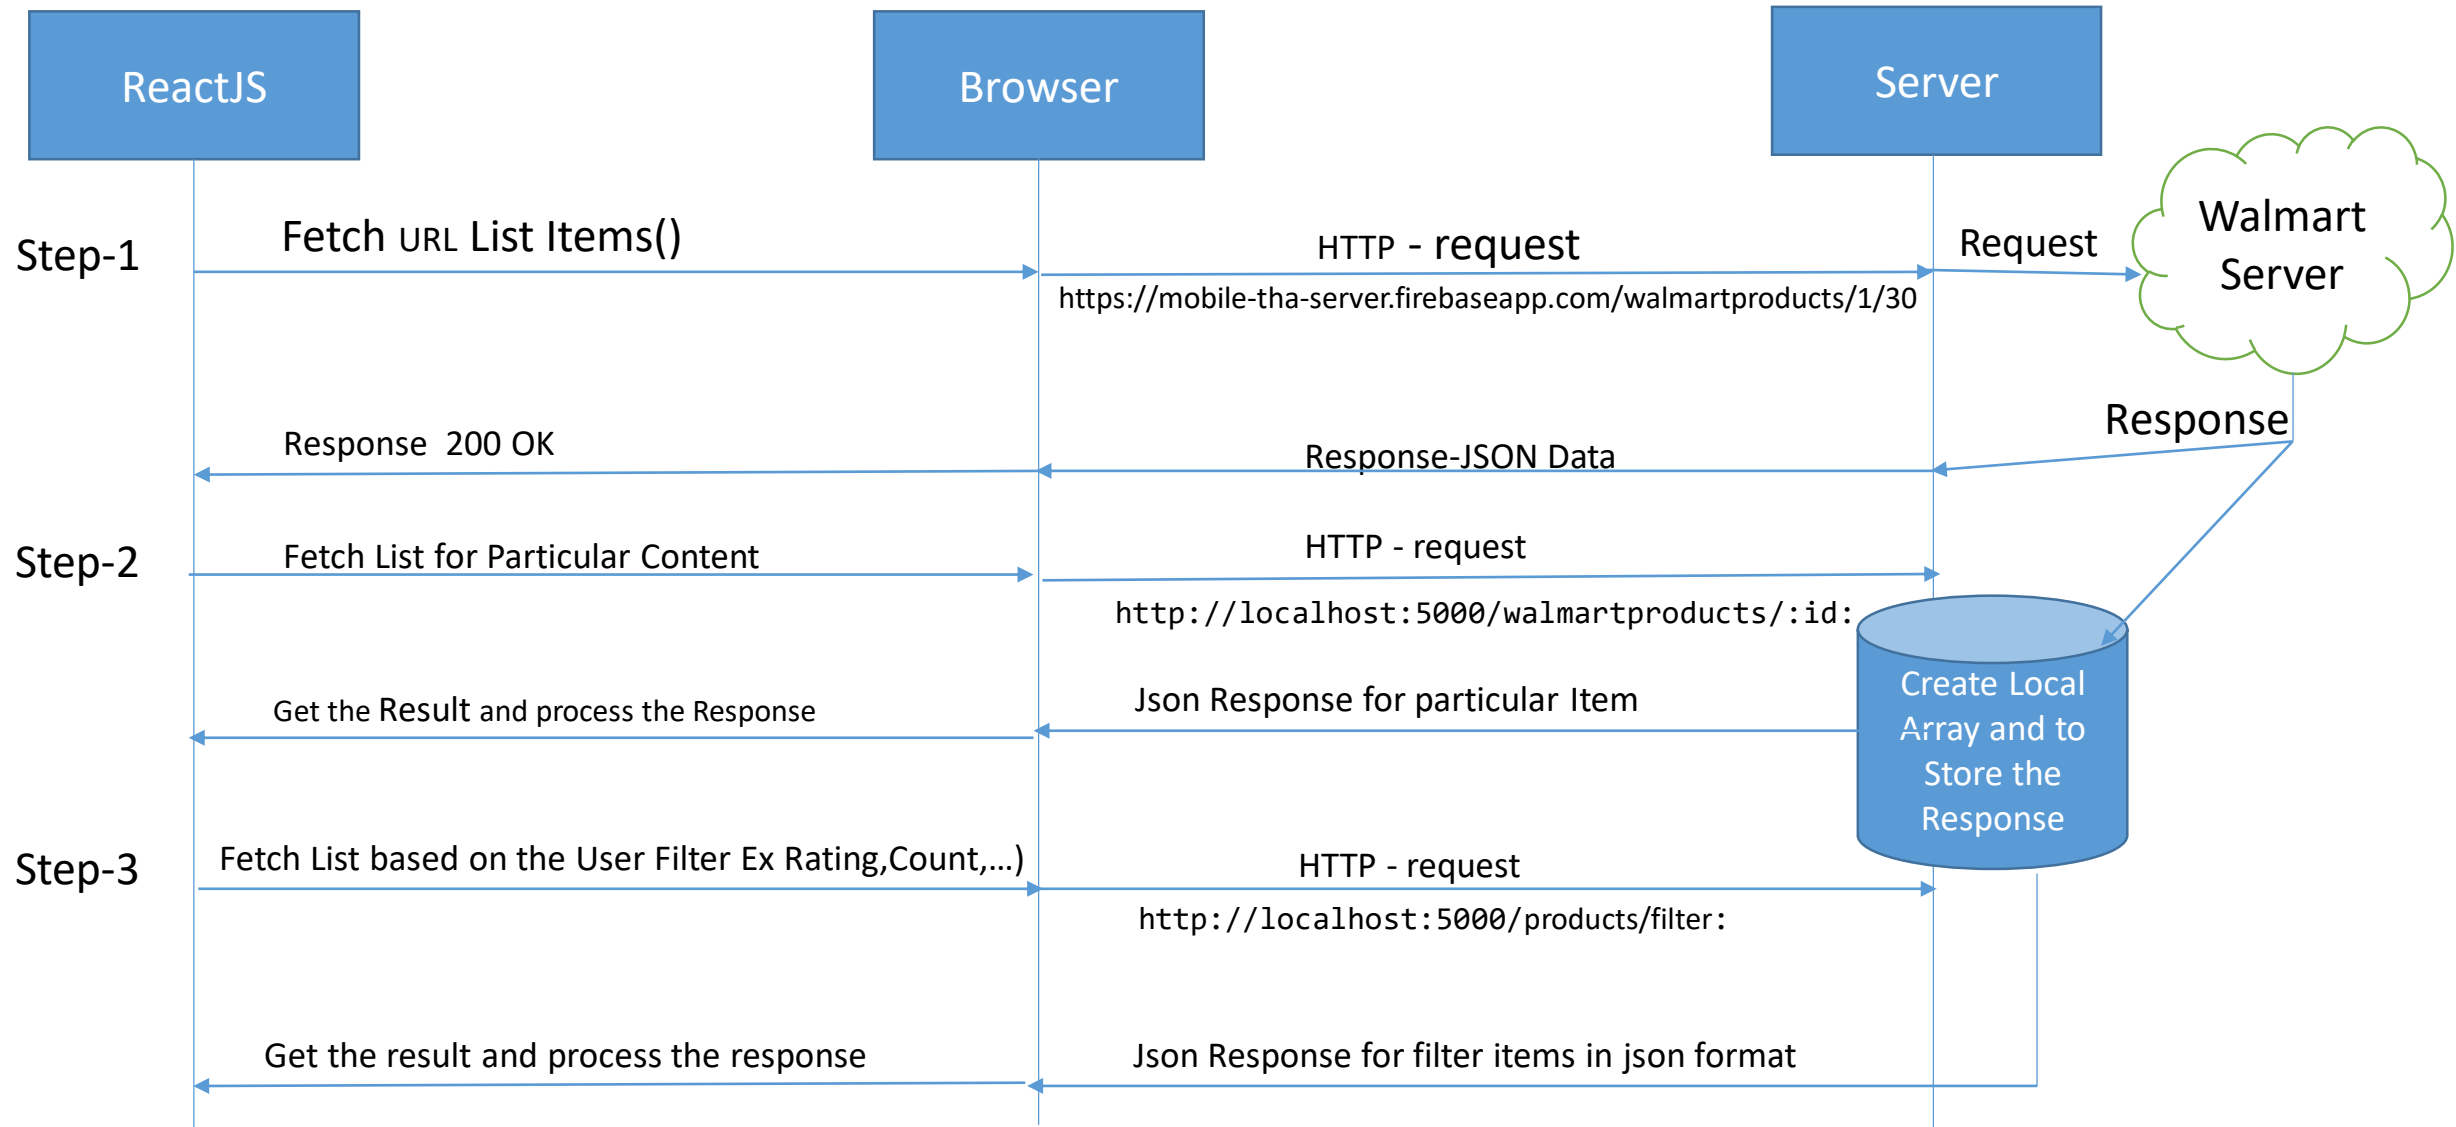 ReactJS
Browser
Server
Step-1
Fetch URL List Items()
HTTP - request
https://mobile-tha-server.firebaseapp.com/walmartproducts/1/30
Request
Walmart
Server
Response 200 OK
Response-JSON Data
Response
Step-2
Fetch List for Particular Content
HTTP - request
http://localhost:5000/walmartproducts/:id:
Get the Result and process the Response
Json Response for particular Item
Create Local
Array and to
Store the
Response
Step-3
Fetch List based on the User Filter Ex Rating,Count,...)
HTTP - request
http://localhost:5000/products/filter:
Get the result and process the response
Json Response for filter items in json format